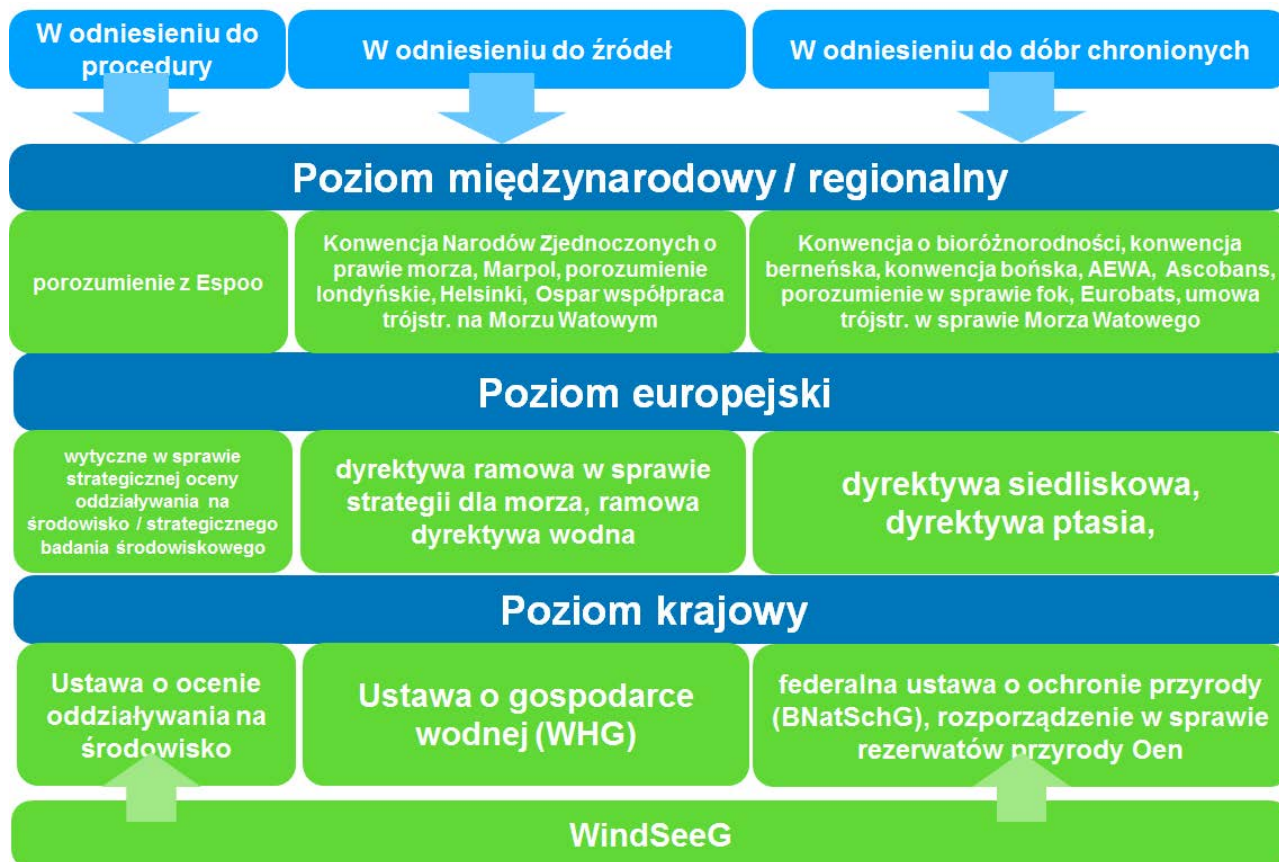 W odniesieniu do
procedury
W odniesieniu do źródeł
W odniesieniu do dóbr chronionych
Poziom międzynarodowy / regionalny
porozumienie z Espoo
Konwencja Narodów Zjednoczonych o
prawie morza, Marpol, porozumienie
londyńskie, Helsinki, Ospar współpraca
trójstr. na Morzu Watowym
Konwencja o bioróżnorodności, konwencja
berneńska, konwencja bońska, AEWA, Ascobans,
porozumienie w sprawie fok, Eurobats, umowa
trójstr. w sprawie Morza Watowego
Poziom europejski
wytyczne w sprawie
strategicznej oceny
oddziaływania na
środowisko / strategicznego
badania środowiskowego
dyrektywa ramowa w sprawie
strategii dla morza, ramowa
dyrektywa wodna
dyrektywa siedliskowa,
dyrektywa ptasia,
Poziom krajowy
Ustawa o ocenie
oddziaływania na
środowisko
Ustawa o gospodarce
wodnej (WHG)
federalna ustawa o ochronie przyrody
(BNatSchG), rozporządzenie w sprawie
rezerwatów przyrody Oen
WindSeeG